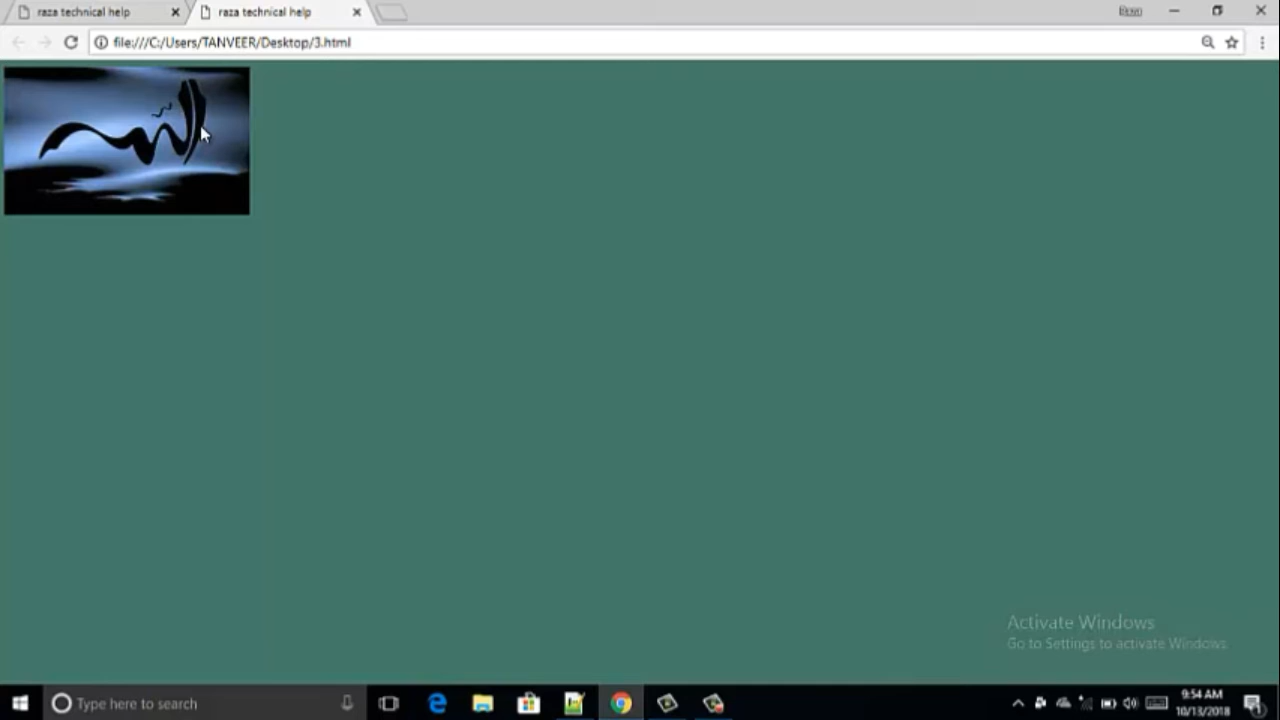 raza technical help
raza technical help
file:///C:/Users/TANVEER/Desktop/3.html
Activate Windows
Go to Settings to activate Windows.
Type here to search
9:54 AM
10/13/2018